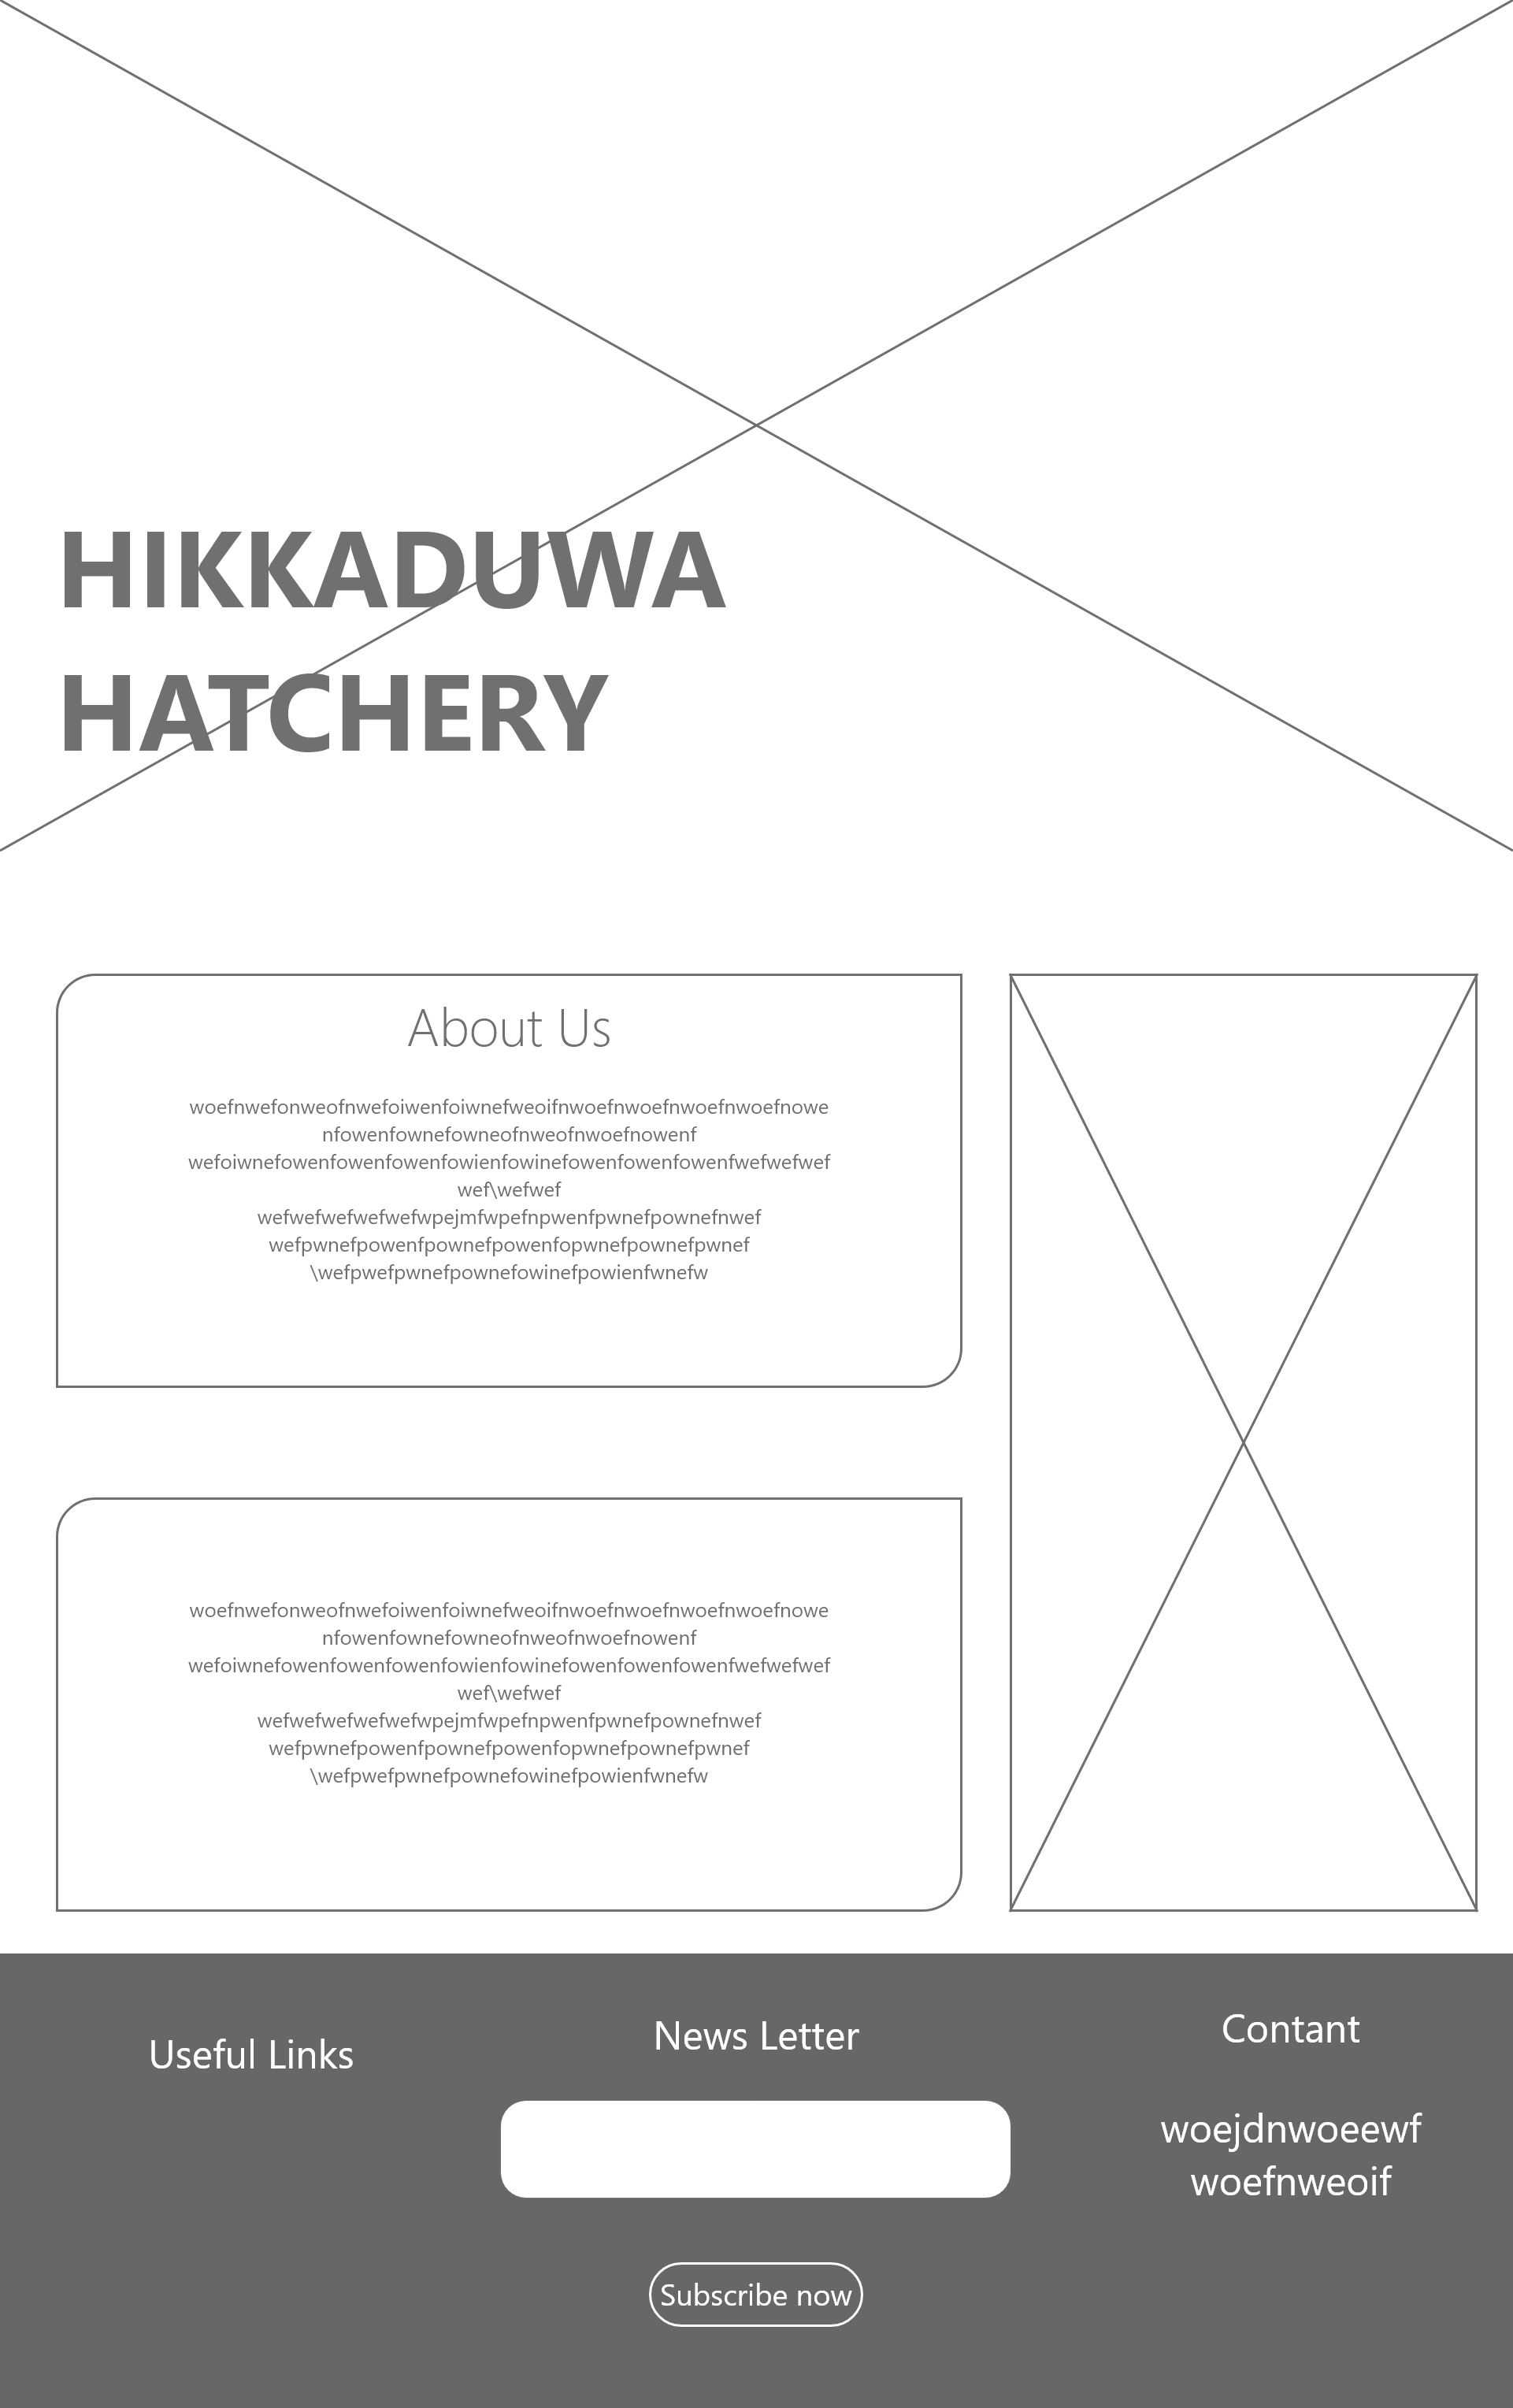 HIKKADUWA
HATCHERY
About Us
woefnwefonweofnwefoiwenfoiwnefweoifnwoefnwoefnwoefnwoefnowe
nfowenfownefowneofnweofnwoefnowenf
wefoiwnefowenfowenfowenfowienfowinefowenfowenfowenfwefwefwef
wef\wefwef
wefwefwefwefwefwpejmfwpefnpwenfpwnefpownefnwef
wefpwnefpowenfpownefpowenfopwnefpownefpwnef
\wefpwefpwnefpownefowinefpowienfwnefw
woefnwefonweofnwefoiwenfoiwnefweoifnwoefnwoefnwoefnwoefnowe
nfowenfownefowneofnweofnwoefnowenf
wefoiwnefowenfowenfowenfowienfowinefowenfowenfowenfwefwefwef
wef\wefwef
wefwefwefwefwefwpejmfwpefnpwenfpwnefpownefnwef
wefpwnefpowenfpownefpowenfopwnefpownefpwnef
\wefpwefpwnefpownefowinefpowienfwnefw
Useful Links
News Letter
Subscribe now
Contant
woejdnwoeewf
woefnweoif